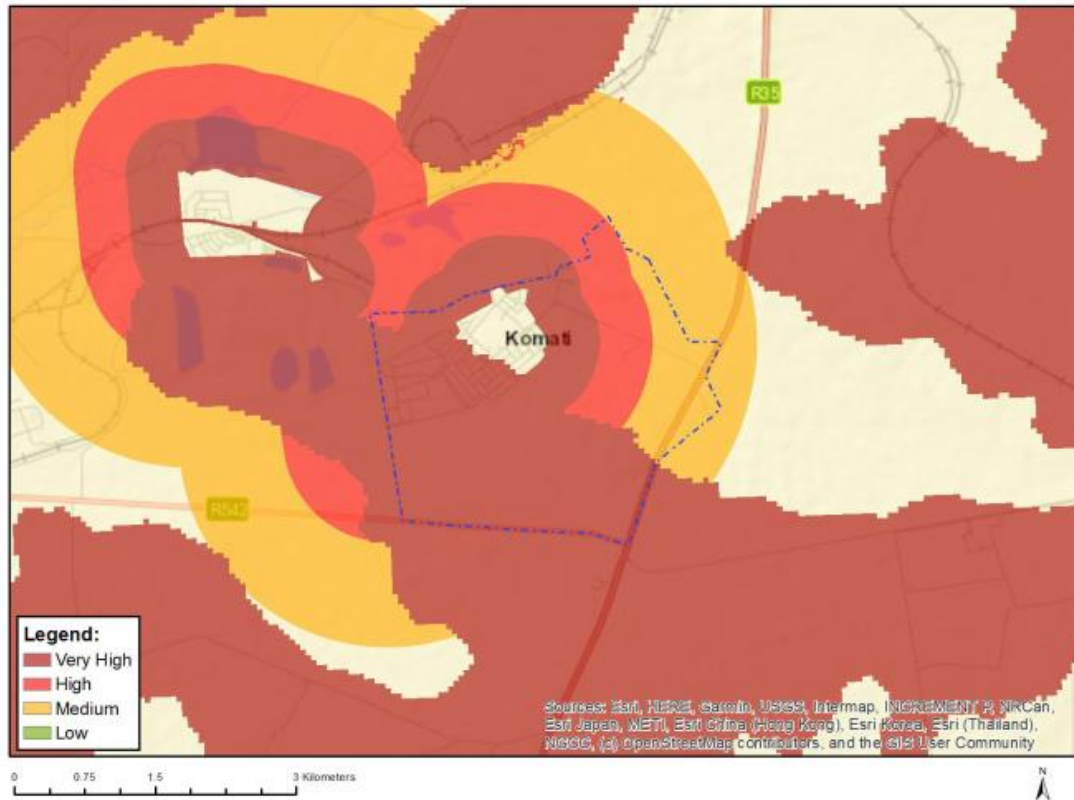 R35
Komati
R542
Legend:
Very High
High
Medium
Low
Sources: Esri, HERE, Garmin, USGS, Intermap, INCREMENT P, NRCan,
Esri Japan, METI, Esri China (Hong Kong), Esri Korea, Esri (Thailand),
NGCC, (c) OpenStreetMap contributors, and the GIS User Community
0 0.75 1.5 3 Kilometers
N